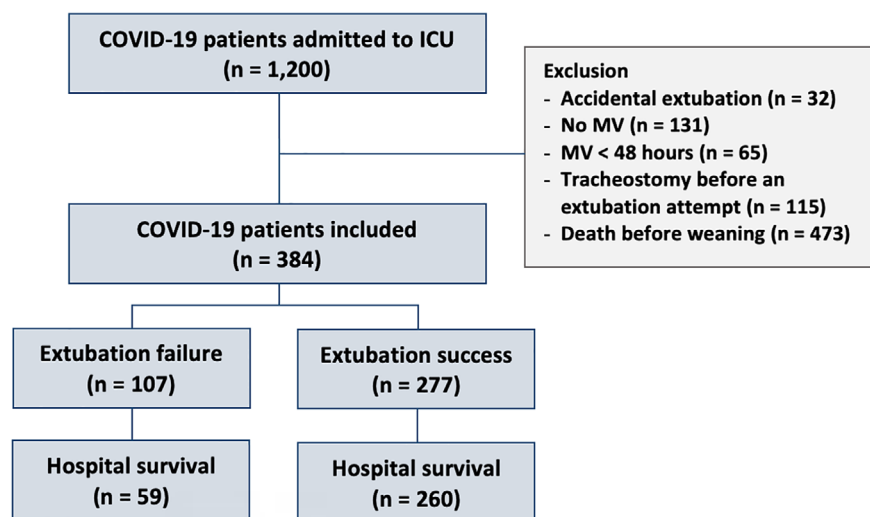 COVID-19 patients admitted to ICU
(n = 1,200)
Exclusion
- Accidental extubation (n = 32)
- No MV (n = 131)
- MV < 48 hours (n = 65)
- Tracheostomy before an
extubation attempt (n = 115)
- Death before weaning (n = 473)
COVID-19 patients included
(n = 384)
Extubation failure
(n = 107)
Extubation success
(n = 277)
Hospital survival
(n = 59)
Hospital survival
(n = 260)